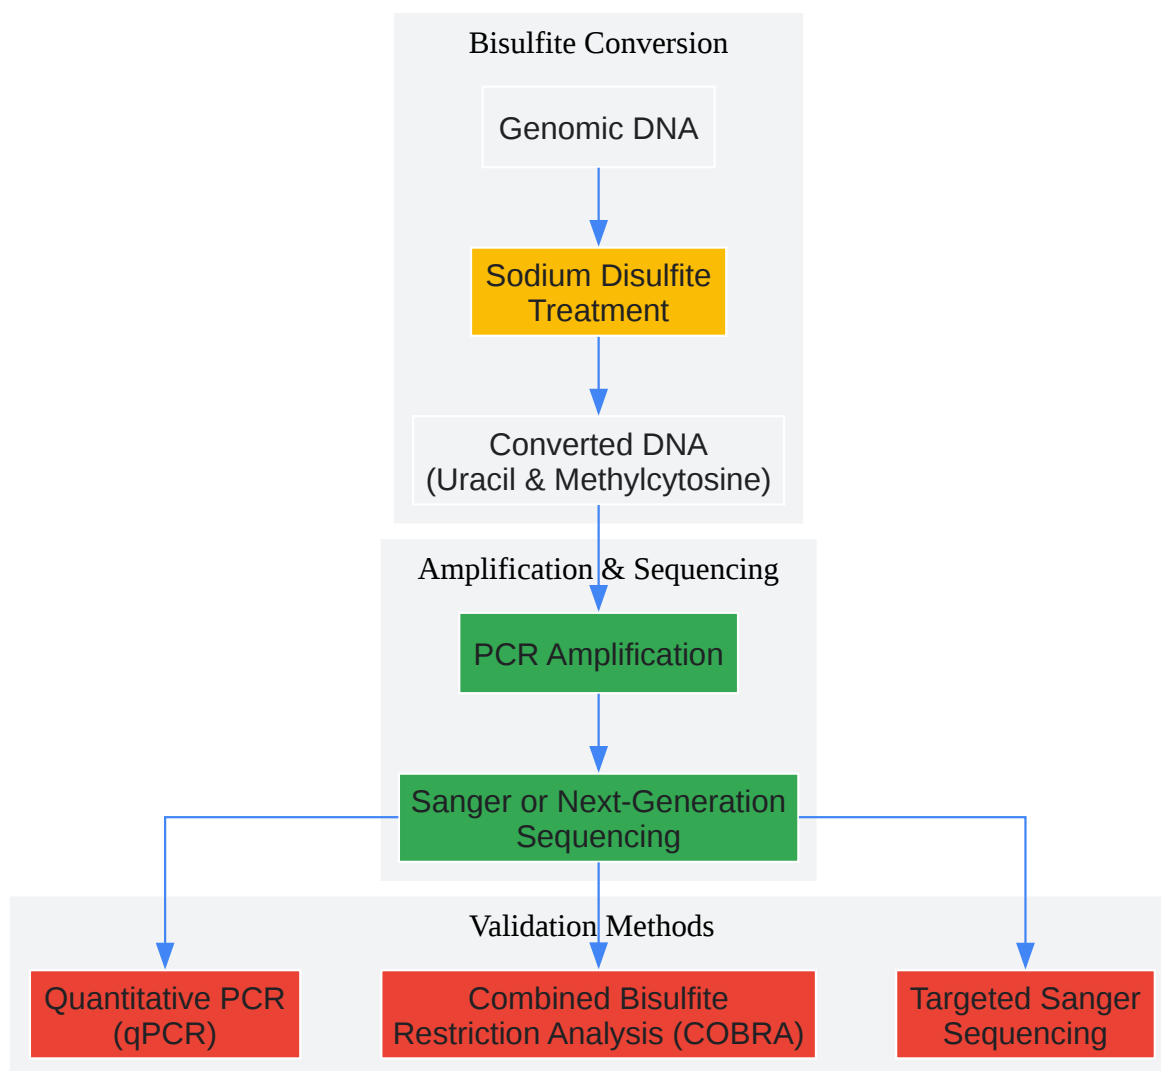 Bisulfite Conversion
Genomic DNA
Sodium Disulfite
Treatment
Converted DNA
(Uracil & Methylcytosine)
Amplification & Sequencing
PCR Amplification
Sanger or Next-Generation
Sequencing
Validation Methods
Quantitative PCR
(qPCR)
Combined Bisulfite
Restriction Analysis (COBRA)
Targeted Sanger
Sequencing